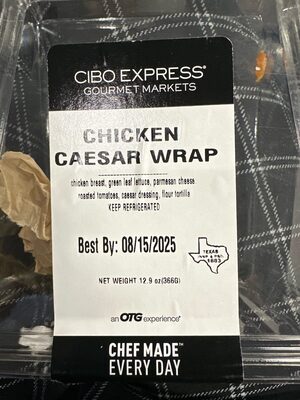 CIBO EXPRESS®
GOURMET MARKETS
CHICKEN
CAESAR WRAP
chicken breast, green leaf lettuce, parmesan cheese
roasted tomatoes, caesar dressing, flour tortilla
KEEP REFRIGERATED
Best By: 08/15/2025
TEXAS
1883
NET WEIGHT 12.9 oz(366G)
an OTG experience®
CHEF MADE™
EVERY DAY